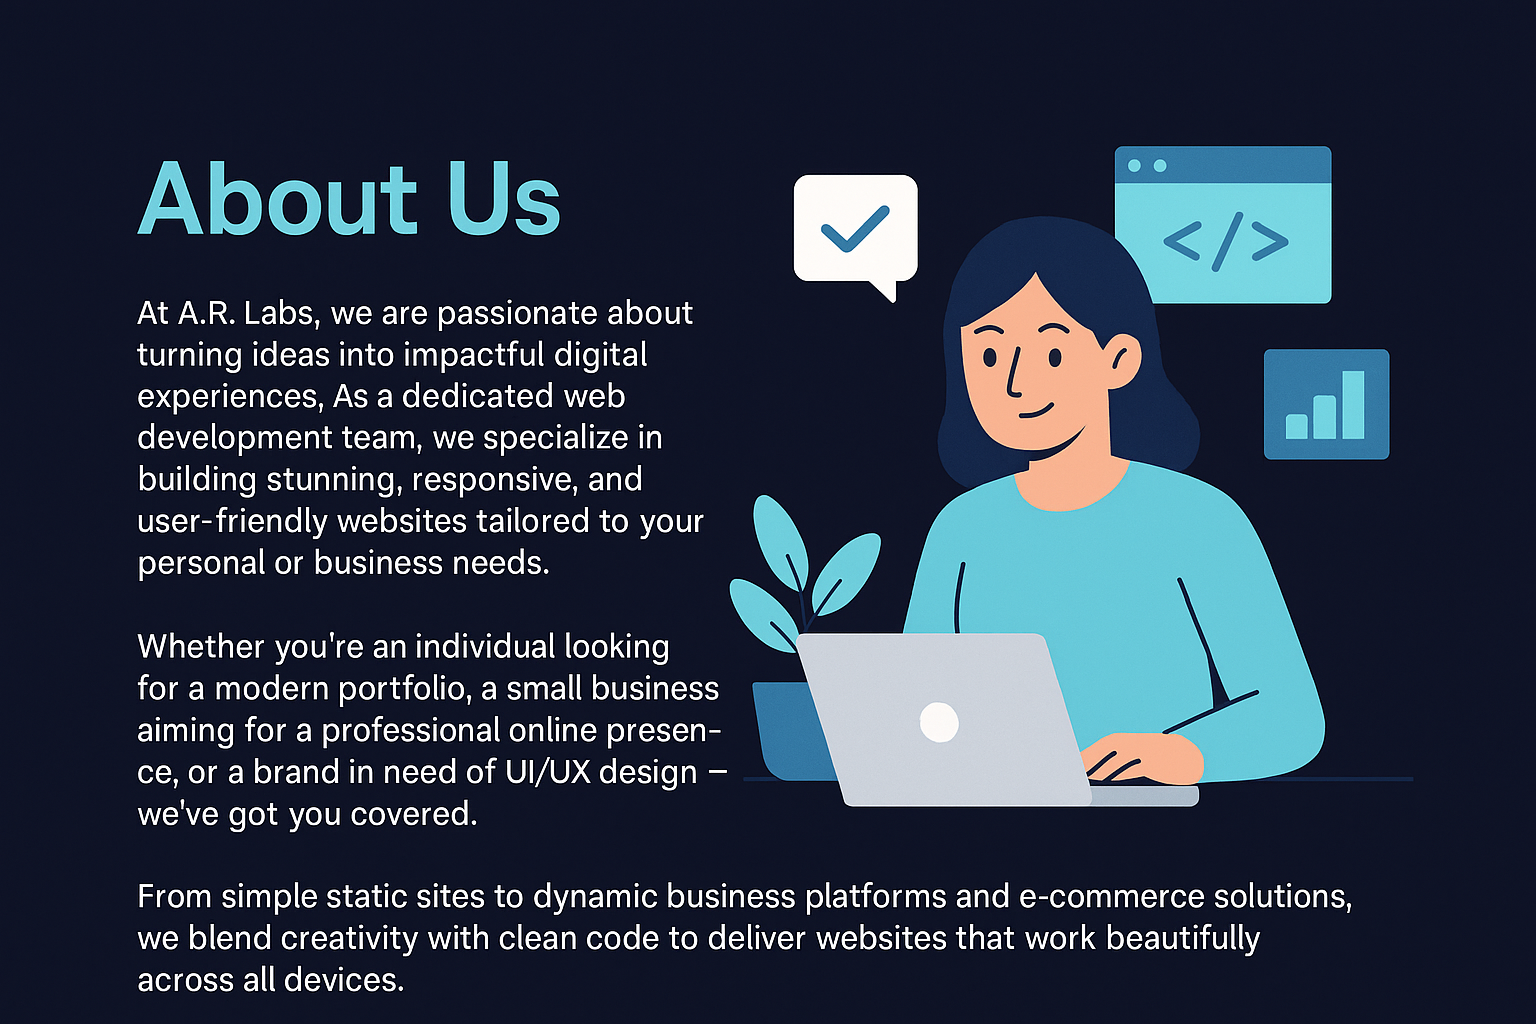 About Us
At A.R. Labs, we are passionate about
turning ideas into impactful digital
experiences, As a dedicated web
development team, we specialize in
building stunning, responsive, and
user-friendly websites tailored to your
personal or business needs.
Whether you're an individual looking
for a modern portfolio, a small business
aiming for a professional online presen-
ce, or a brand in need of UI/UX design –
we've got you covered.
From simple static sites to dynamic business platforms and e-commerce solutions,
we blend creativity with clean code to deliver websites that work beautifully
across all devices.
</>